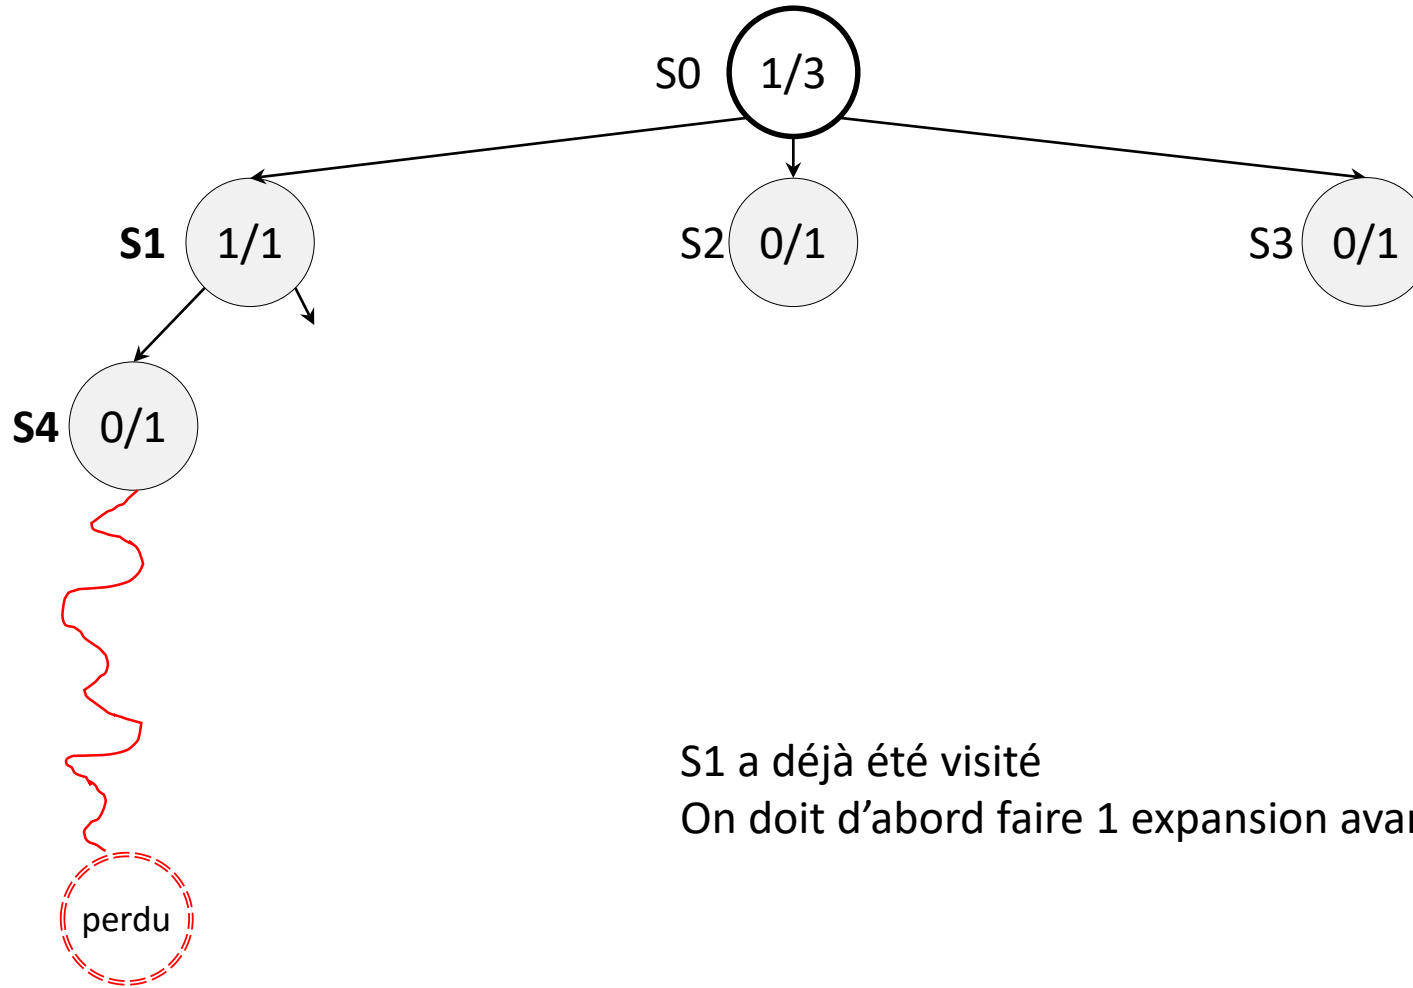 S0 1/3
S1 1/1 S2 0/1 S3 0/1
S4 0/1
S1 a déjà été visité
On doit d’abord faire 1 expansion
perdu